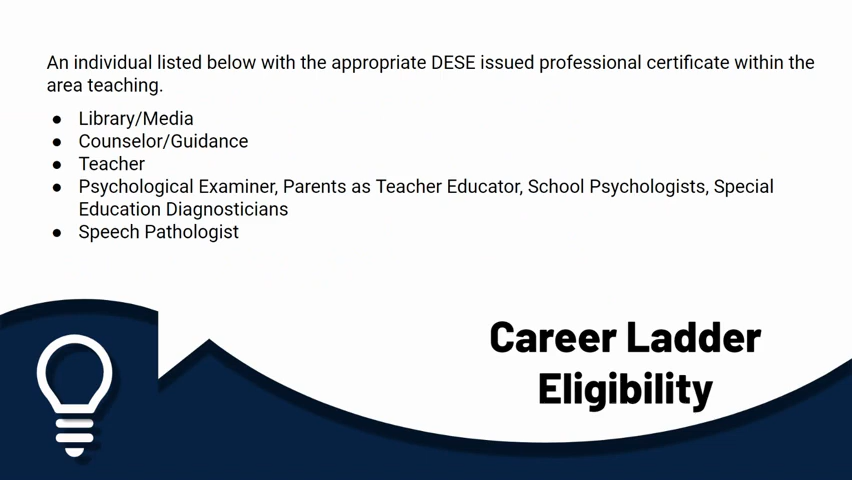 An individual listed below with the appropriate DESE issued professional certificate within the
area teaching.
● Library/Media
● Counselor/Guidance
● Teacher
● Psychological Examiner, Parents as Teacher Educator, School Psychologists, Special
Education Diagnosticians
● Speech Pathologist
Career Ladder
Eligibility